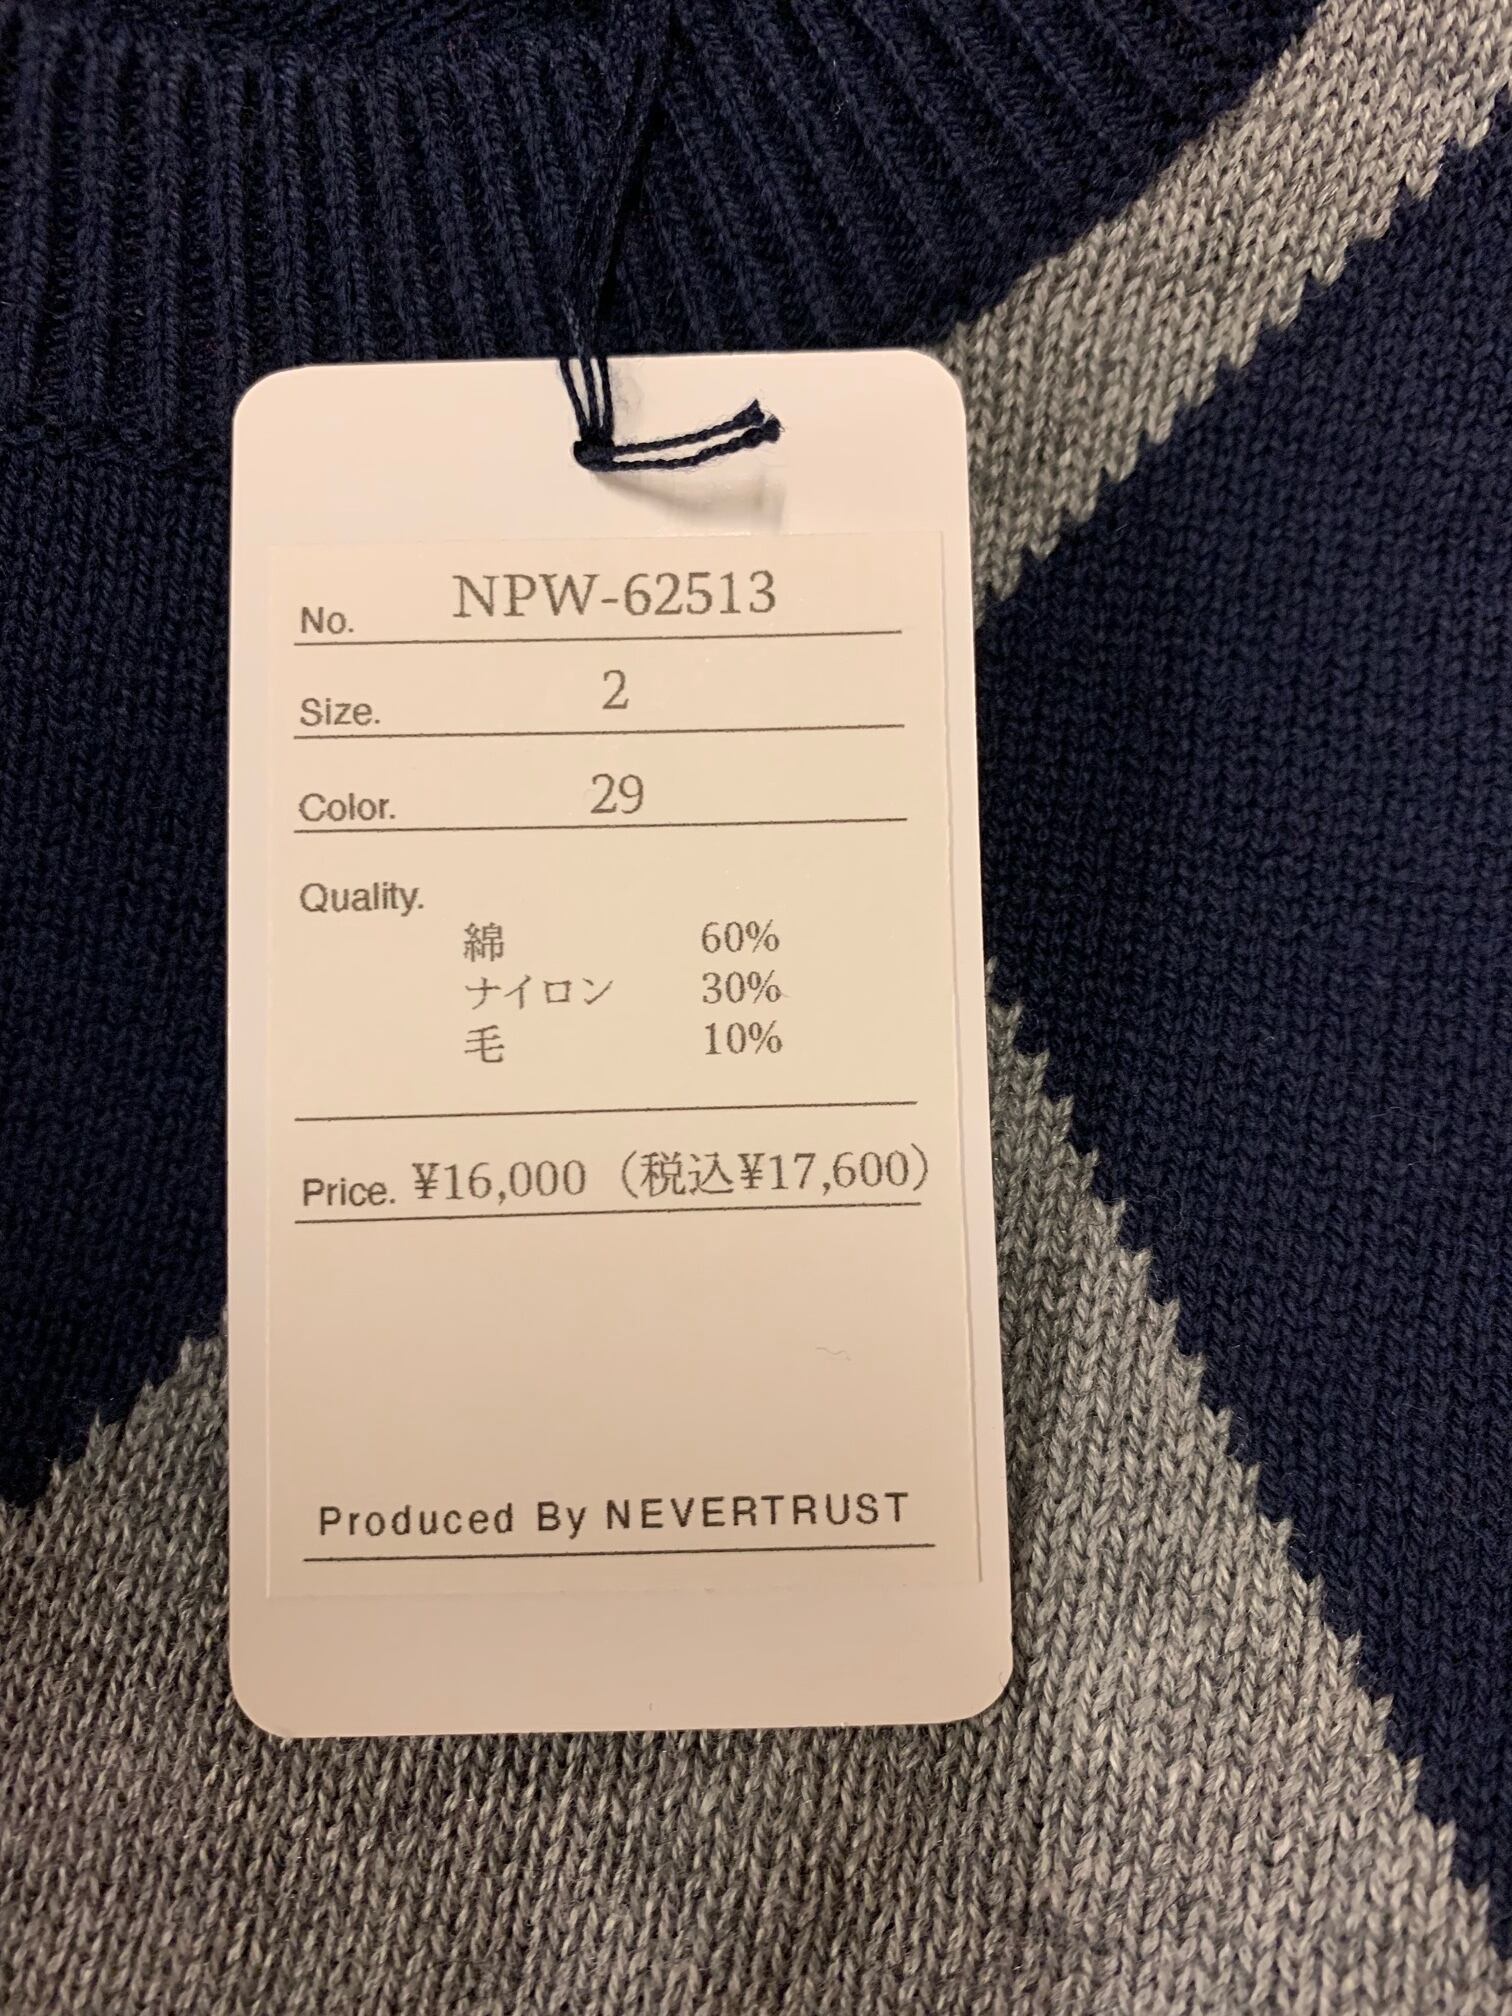 No. NPW-62513
Size. 2
Color. 29
Quality.
綿 60%
ナイロン 30%
毛 10%
Price. ¥16,000（税込¥17,600）
Produced By NEVERTRUST